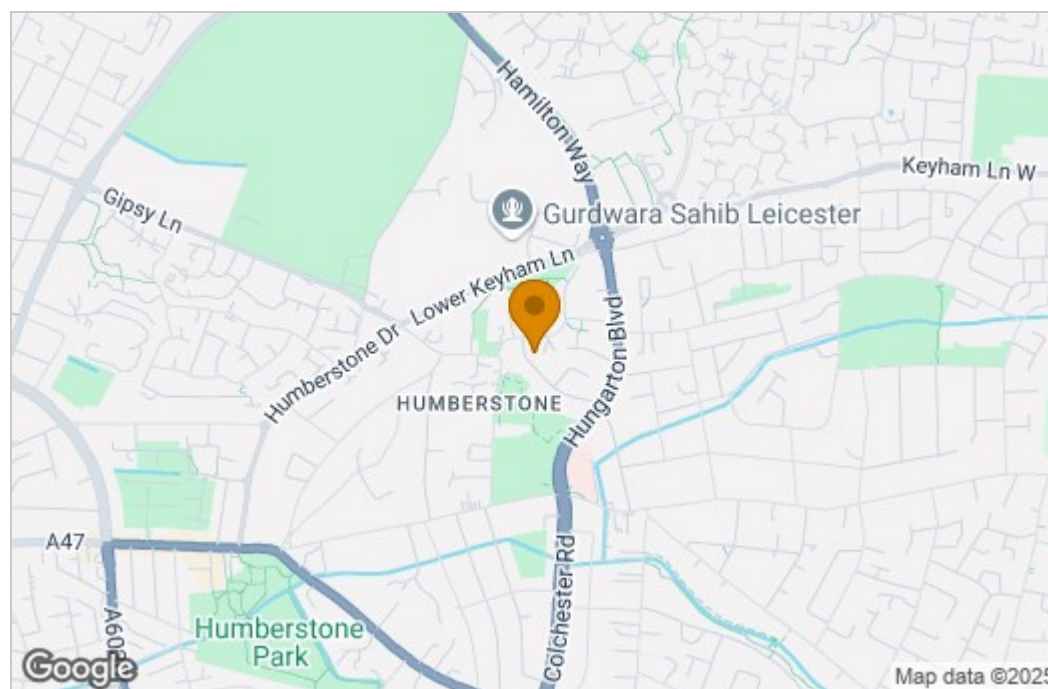 Hamilton Way
Keyham Ln W
Gipsy Ln
Gurdwara Sahib Leicester
Lower Keyham Ln
Humberstone Dr
Hungarton Blvd
HUMBERSTONE
A47
Colchester Rd
Humberstone
Park
Google
Map data ©2025